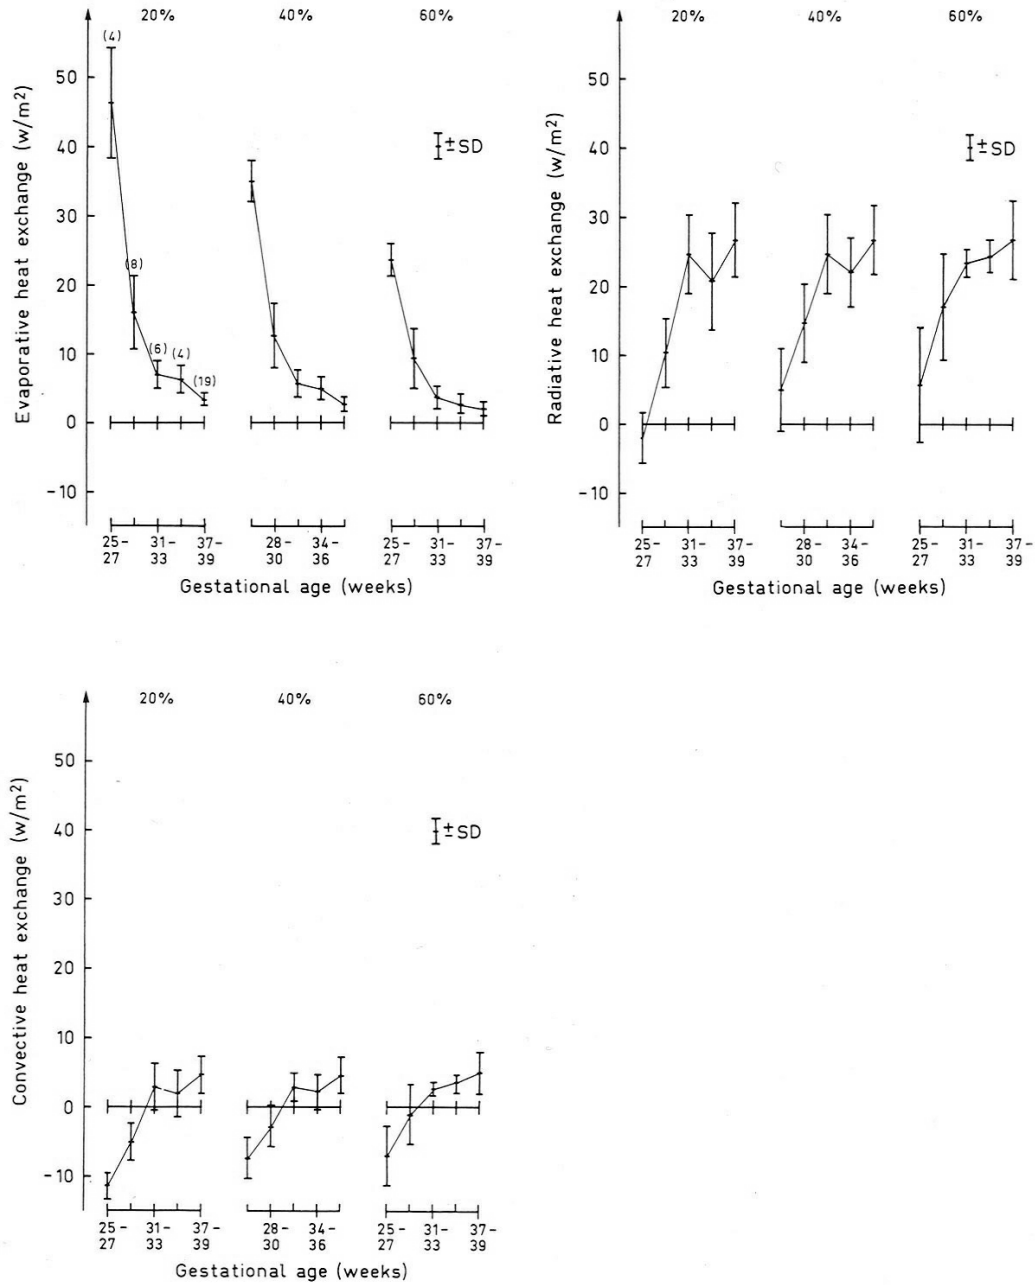 20% 40% 60%
(4)
50
40
±SD
30
(8)
20
(6) (4)
10
(19)
0
-10
Evaporative heat exchange (w/m²)
25- 31- 37- 28- 34- 25- 31- 37-
27 33 39 30 36 27 33 39
Gestational age (weeks)
20% 40% 60%
50
40
±SD
30
20
10
0
-10
Radiative heat exchange (w/m²)
25- 31- 37- 28- 34- 25- 31- 37-
27 33 39 30 36 27 33 39
Gestational age (weeks)
20% 40% 60%
50
40
±SD
30
20
10
0
-10
Convective heat exchange (w/m²)
25- 31- 37- 28- 34- 25- 31- 37-
27 33 39 30 36 27 33 39
Gestational age (weeks)